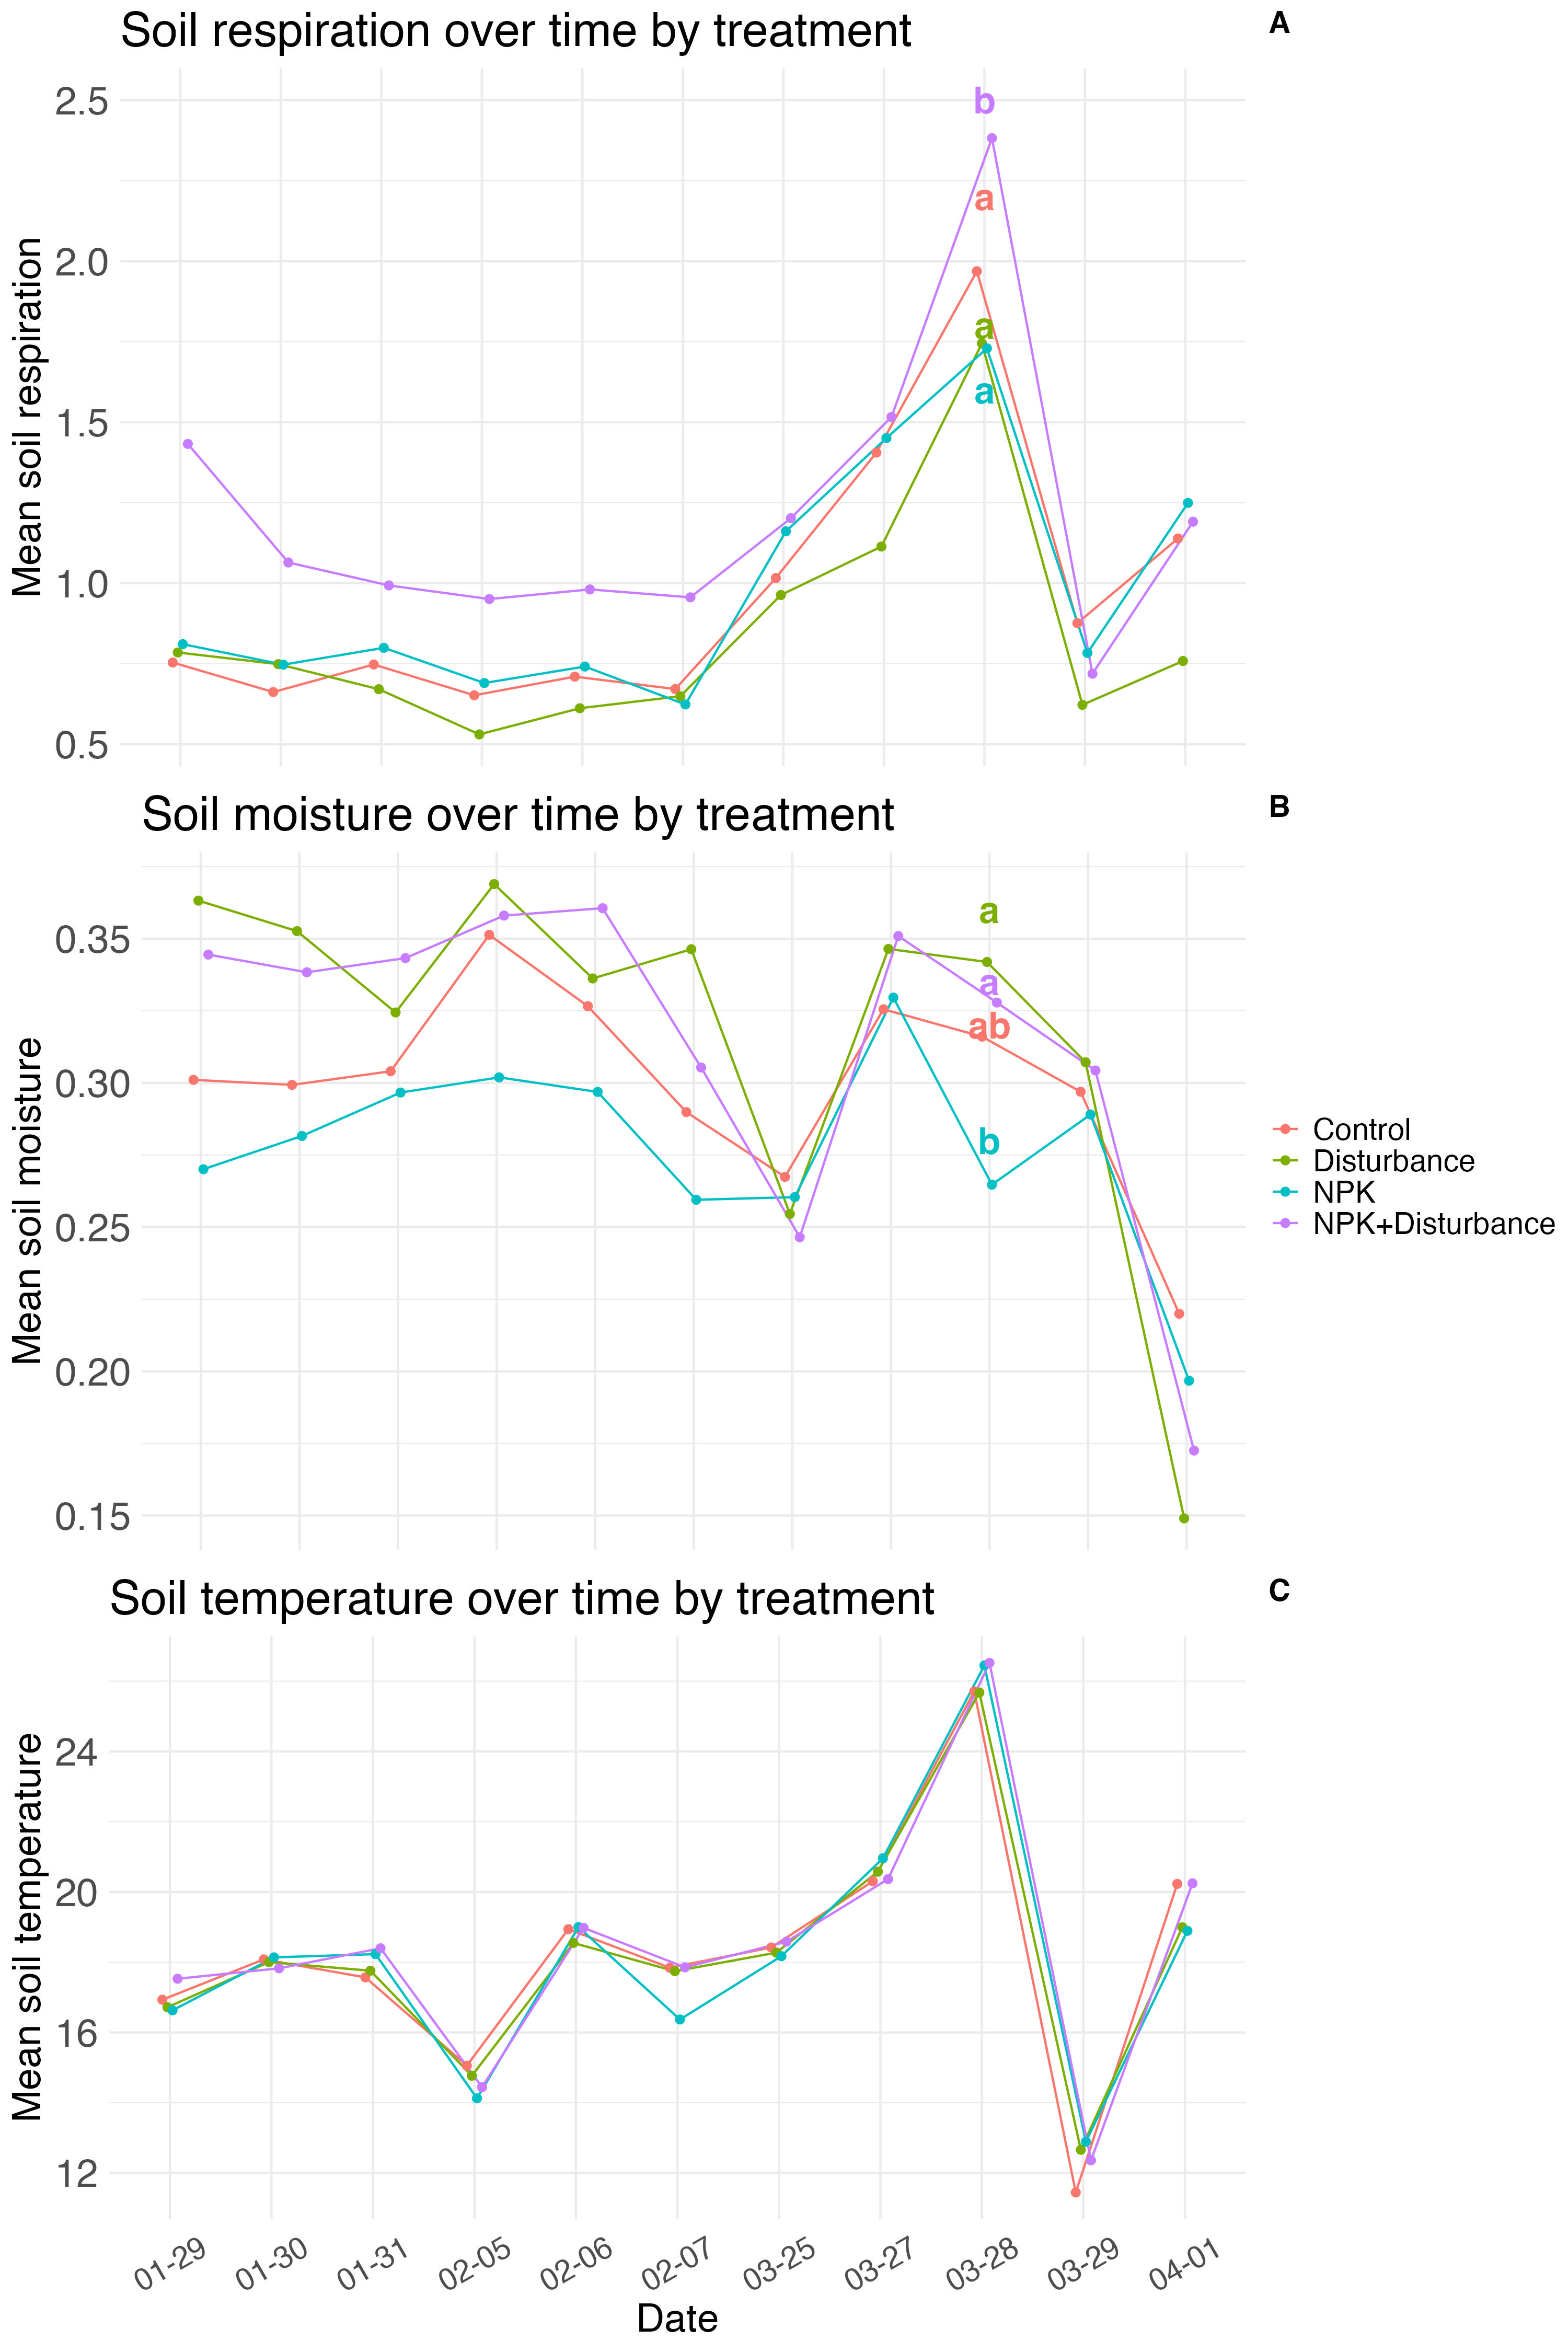 Soil respiration over time by treatment
A
Mean soil respiration
2.5
2.0
1.5
1.0
0.5
b
a
a
a
Soil moisture over time by treatment
B
Mean soil moisture
0.35
0.30
0.25
0.20
0.15
a
a
ab
b
Control
Disturbance
NPK
NPK+Disturbance
Soil temperature over time by treatment
C
Mean soil temperature
24
20
16
12
01-29
01-30
01-31
02-05
02-06
02-07
03-25
03-27
03-28
03-29
04-01
Date